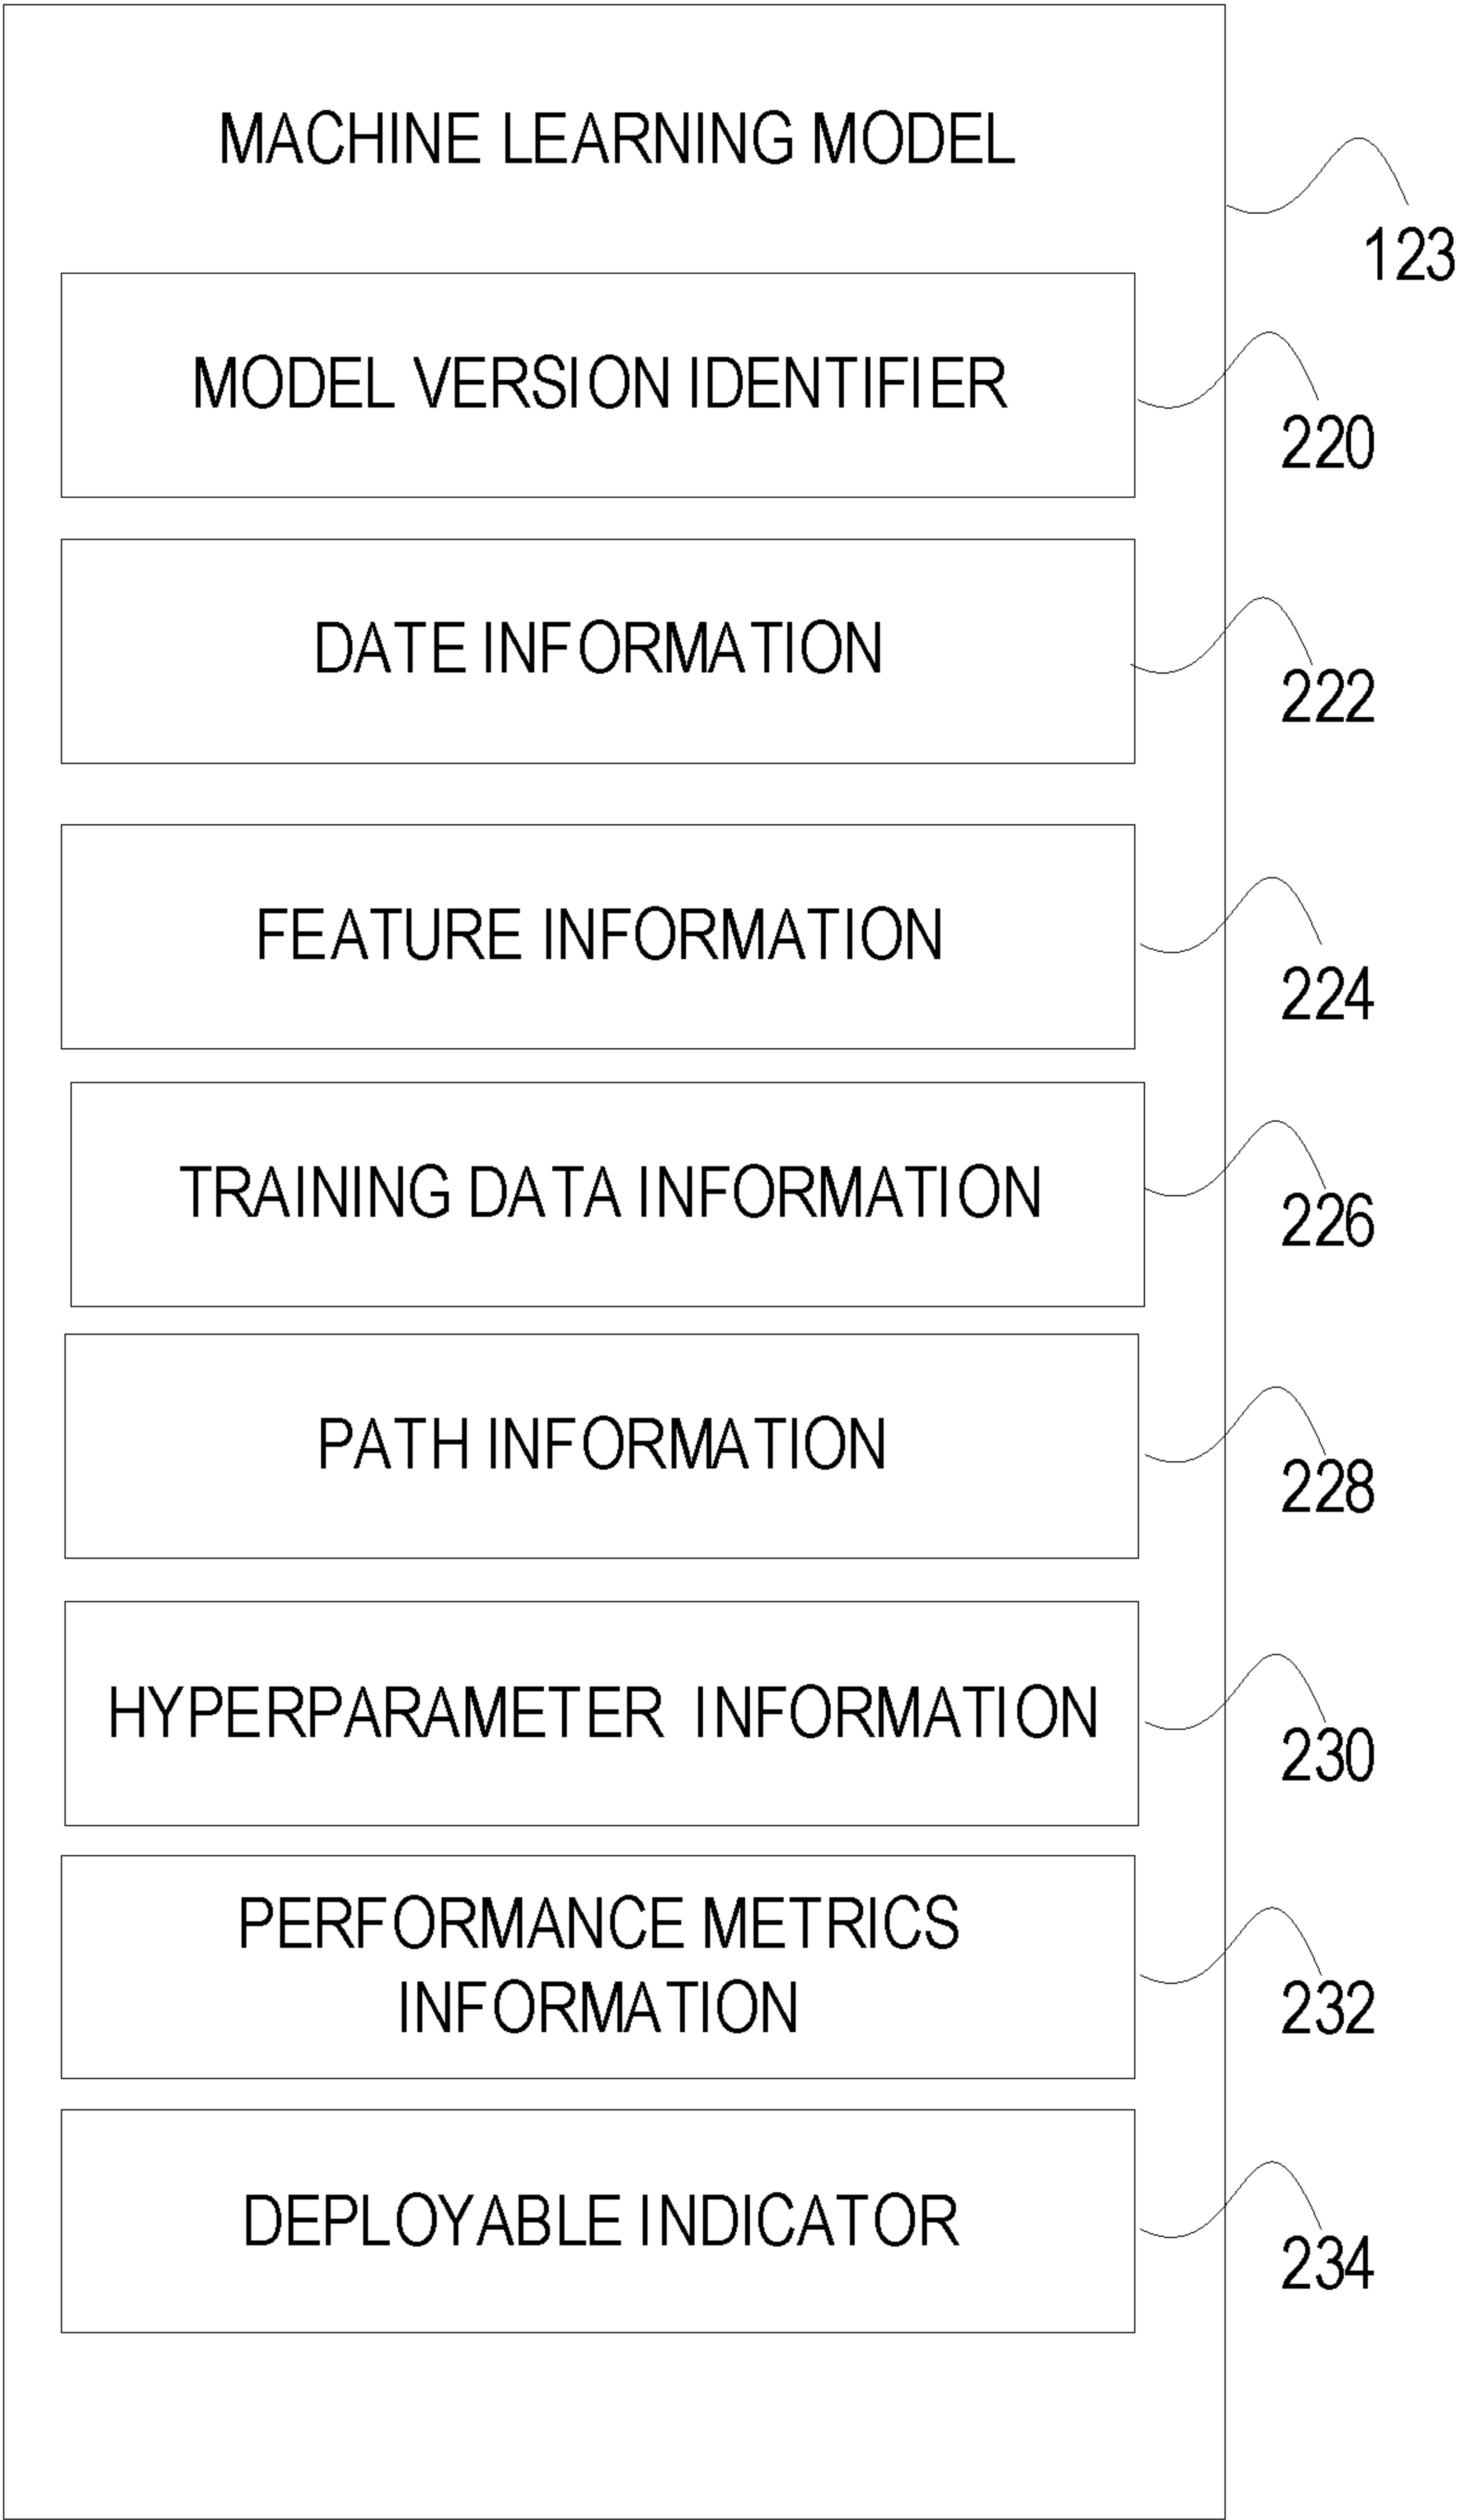 MACHINE LEARNING MODEL
123
MODEL VERSION IDENTIFIER
220
DATE INFORMATION
222
FEATURE INFORMATION
224
TRAINING DATA INFORMATION
226
PATH INFORMATION
228
HYPERPARAMETER INFORMATION
230
PERFORMANCE METRICS
INFORMATION
232
DEPLOYABLE INDICATOR
234